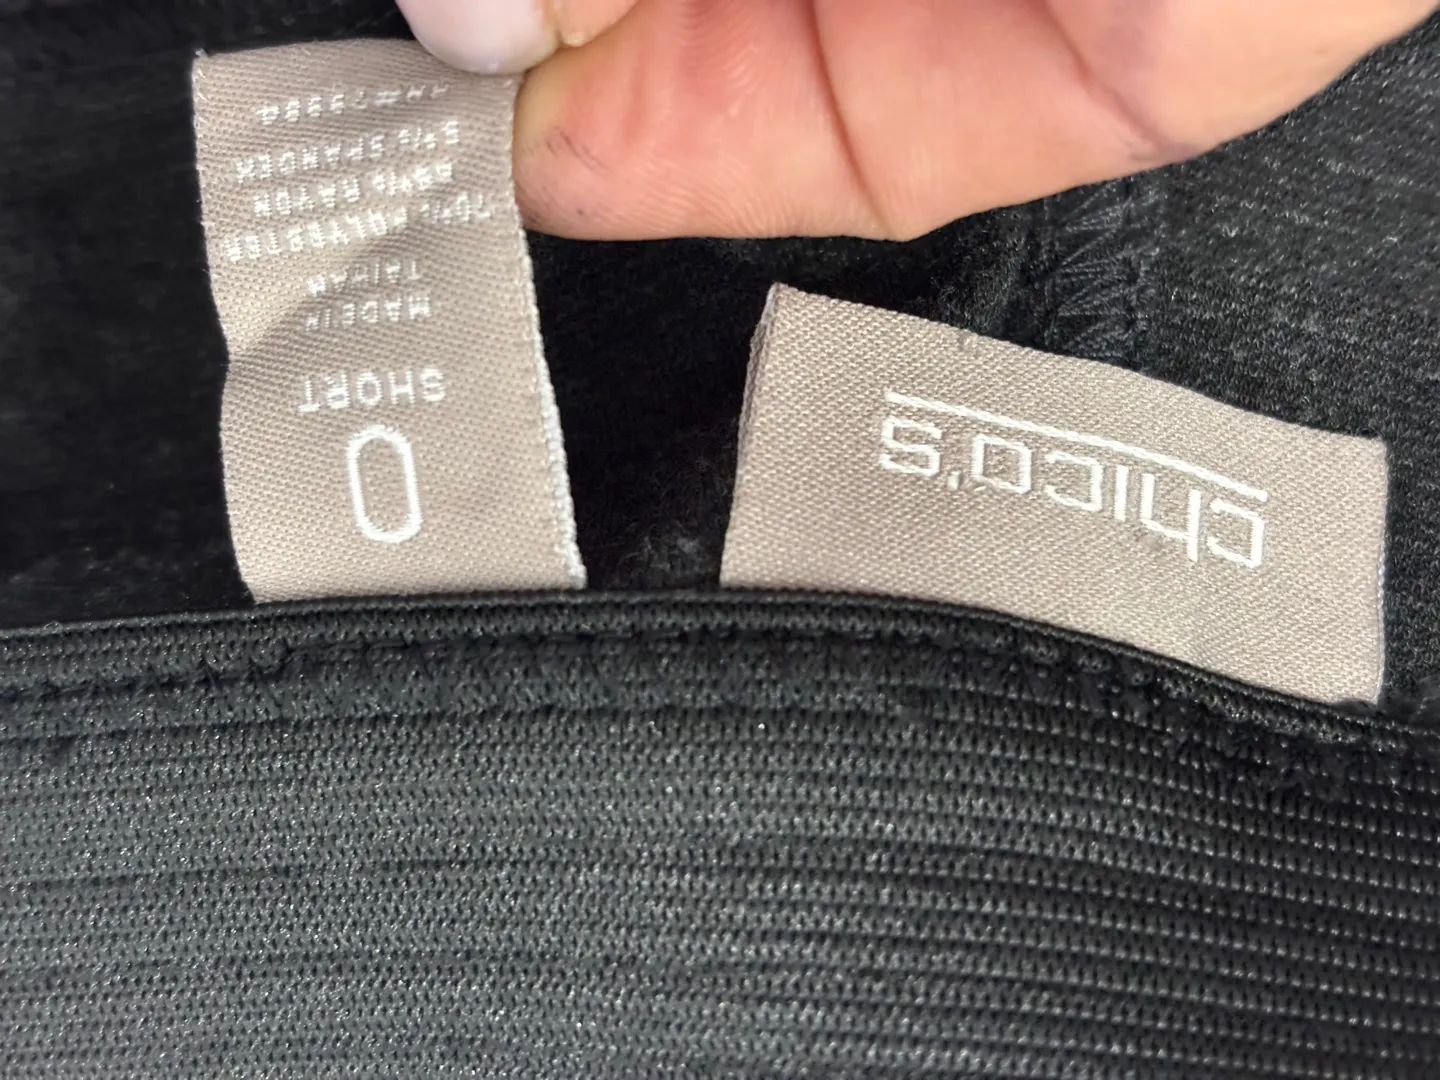 0
SHORT
MADE IN
TAIWAN
70% POLYESTER
25% RAYON
5% SPANDEX
chico's